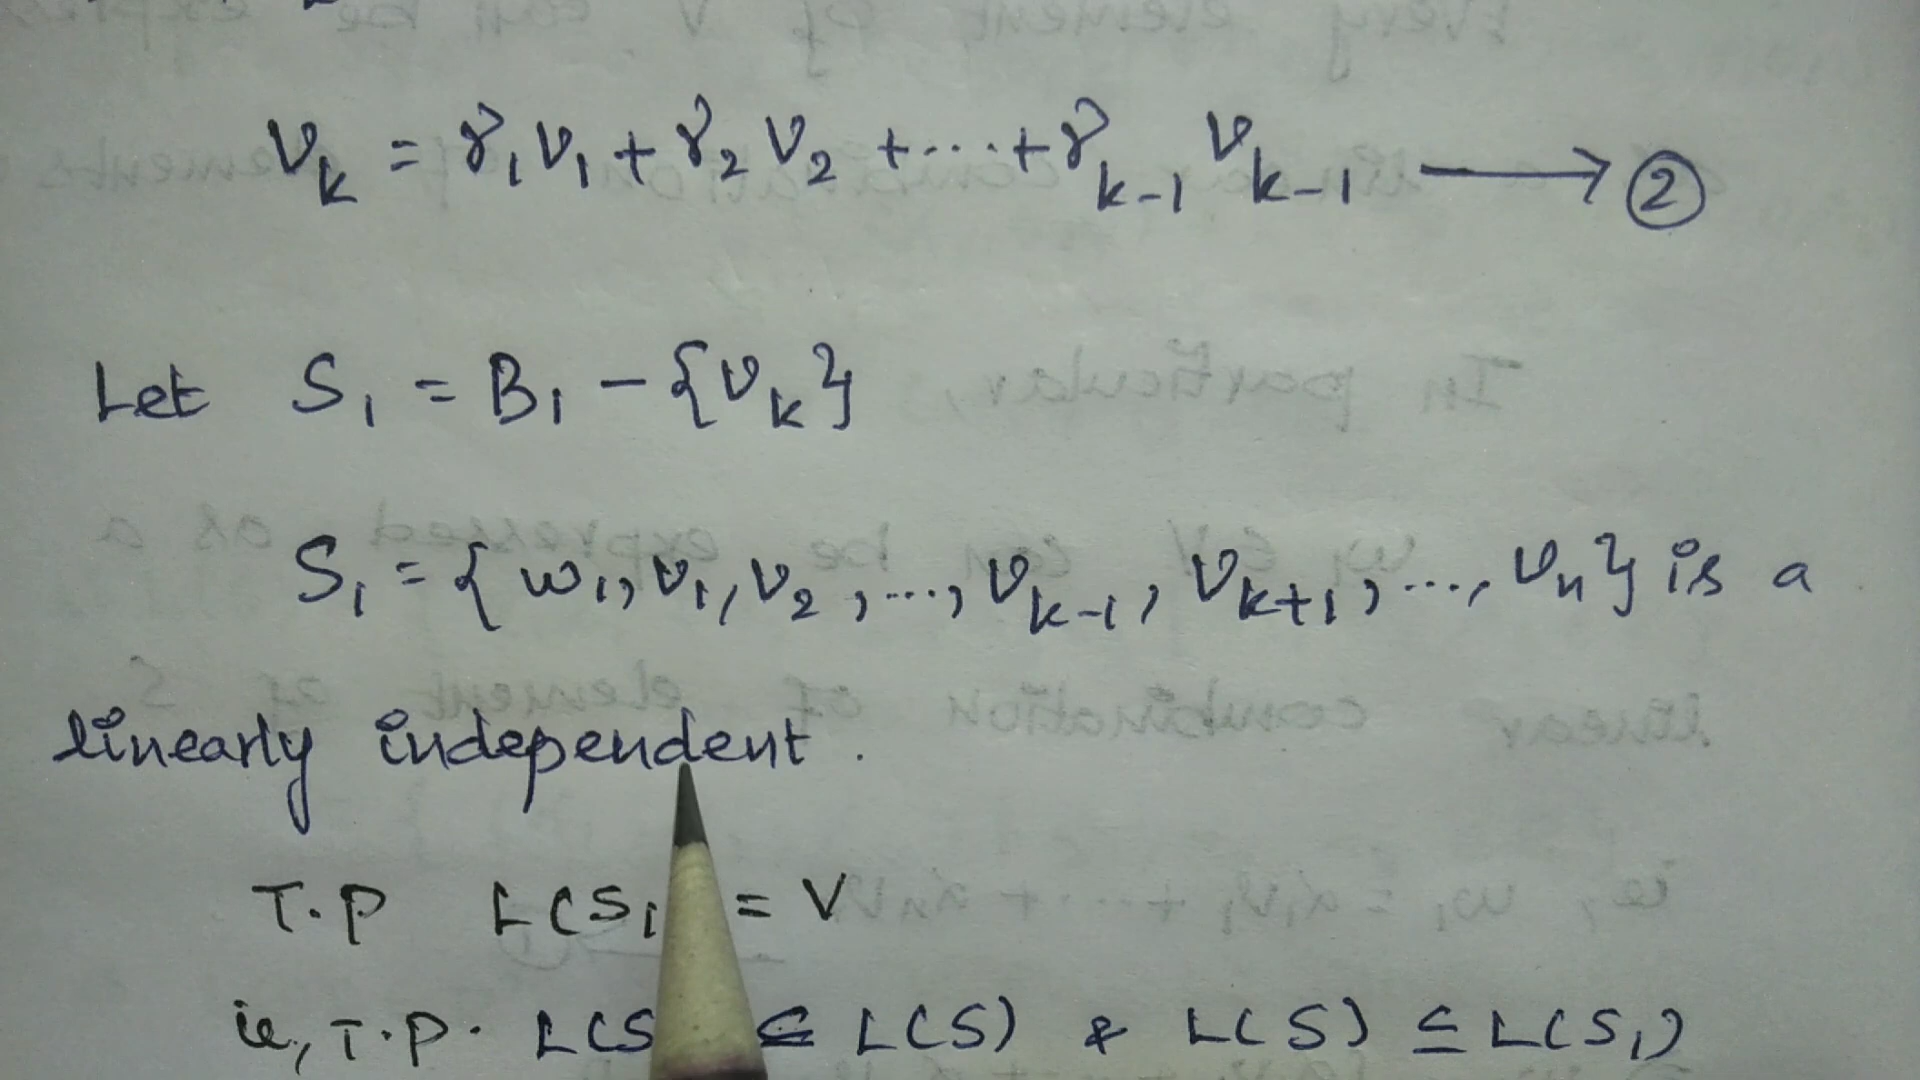 V_k = γ_1 V_1 + γ_2 V_2 + ... + γ_{k-1} V_{k-1} ⟶ ②
Let S_1 = B_1 - {V_k}
S_1 = { w_1, V_1, V_2, ..., V_{k-1}, V_{k+1}, ..., V_n} is a
linearly independent.
T.P L(S_1 = V
ie, T.P. L(S ⊆ L(S) & L(S) ⊆ L(S_1)